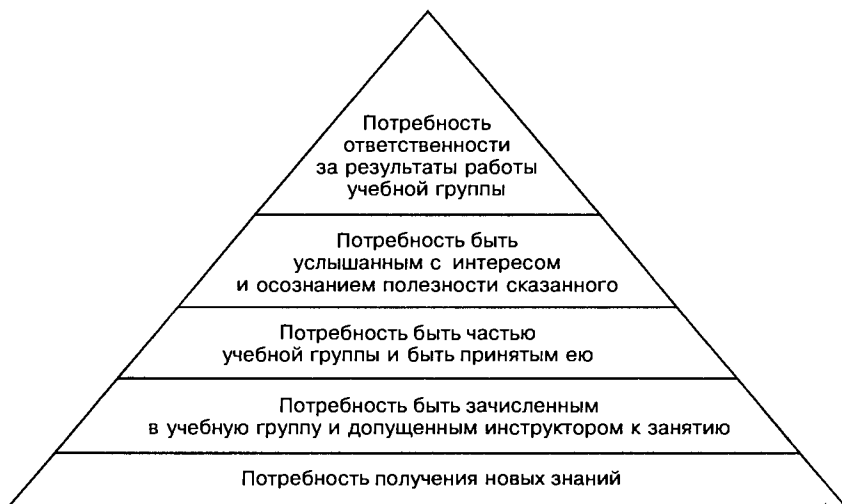 Потребность
ответственности
за результаты работы
учебной группы
Потребность быть
услышанным с интересом
и осознанием полезности сказанного
Потребность быть частью
учебной группы и быть принятым ею
Потребность быть зачисленным
в учебную группу и допущенным инструктором к занятию
Потребность получения новых знаний